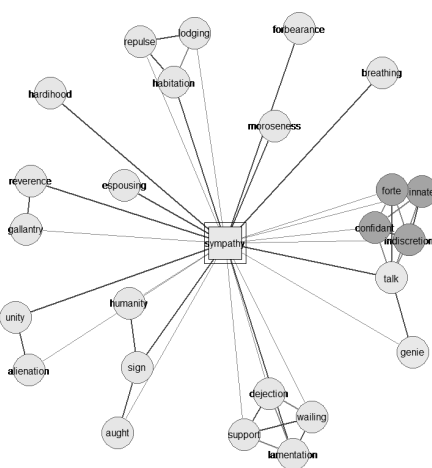 forbearance
lodging
repulse
breathing
habitation
hardihood
moroseness
reverence
espousing
forte
innate
gallantry
confidant
indiscretion
sympathy
talk
humanity
unity
genie
sign
alienation
dejection
wailing
aught
support
lamentation